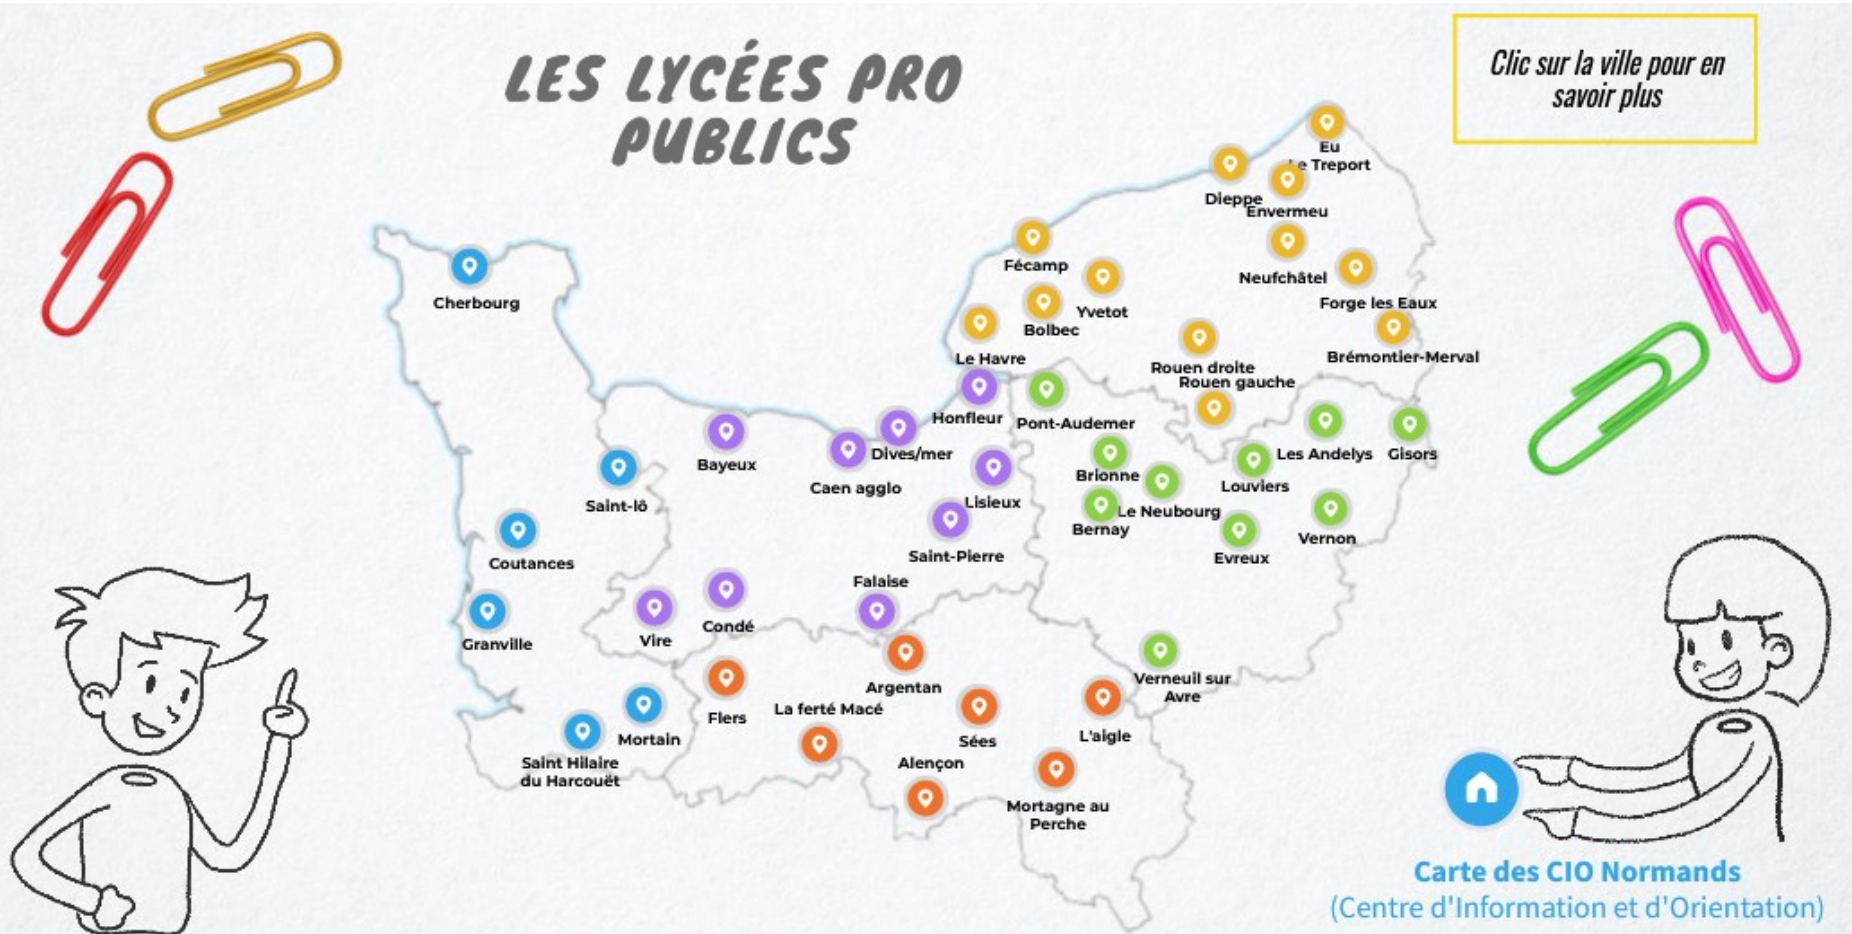 LES LYCÉES PRO
PUBLICS
Clic sur la ville pour en
savoir plus
Eu
Le Treport
Dieppe
Envermeu
Fécamp
Neufchâtel
Cherbourg
Yvetot
Forge les Eaux
Bolbec
Le Havre
Brémontier-Merval
Rouen droite
Rouen gauche
Honfleur
Pont-Audemer
Bayeux
Dives/mer
Les Andelys
Gisors
Caen agglo
Brionne
Louviers
Saint-lô
Lisieux
Le Neubourg
Bernay
Vernon
Coutances
Saint-Pierre
Evreux
Falaise
Granville
Vire
Condé
Argentan
Verneuil sur
Avre
Flers
La ferté Macé
Mortain
Sées
L'aigle
Saint Hilaire
du Harcouët
Alençon
Mortagne au
Perche
Carte des CIO Normands
(Centre d'Information et d'Orientation)